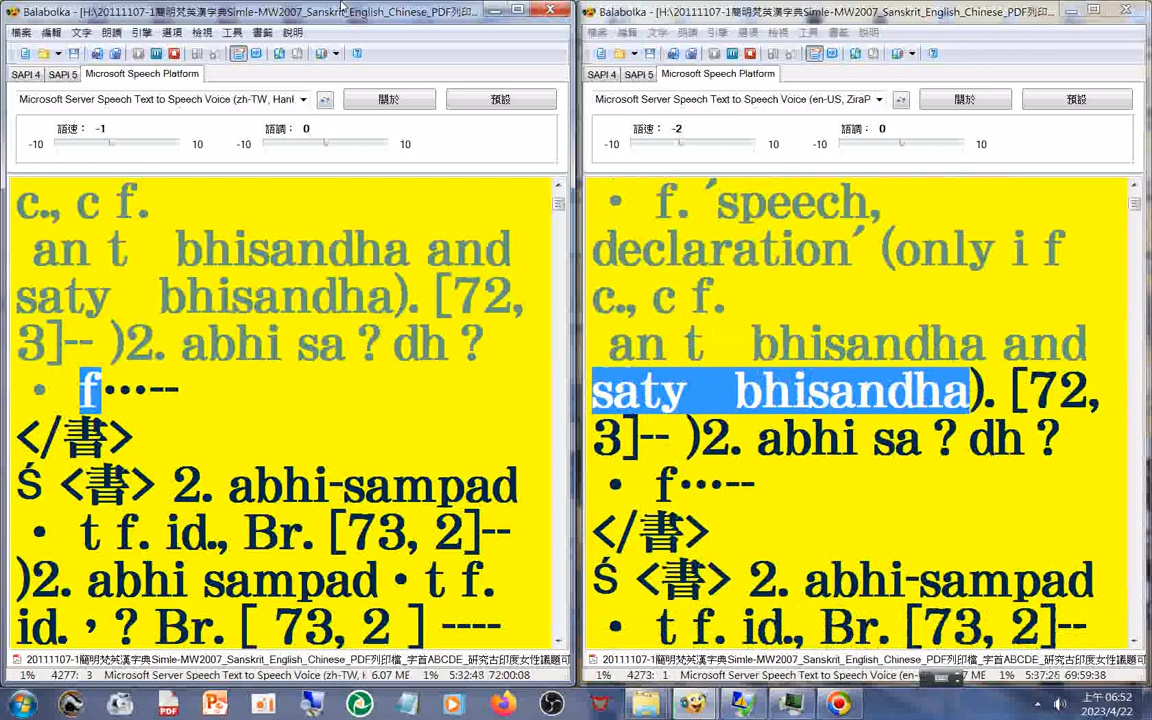 Balabolka - [H:\20111107-1簡明梵英漢字典Simle-MW2007_Sanskrit_English_Chinese_PDF列印...
檔案 編輯 文字 朗讀 引擎 選項 檢視 工具 書籤 說明
SAPI 4 SAPI 5 Microsoft Speech Platform
Microsoft Server Speech Text to Speech Voice (zh-TW, Hanl
關於 預設
語速: -1 語調: 0
-10 10 -10 10
c., c f.
an t bhisandha and
saty bhisandha). [72,
3]-- )2. abhi sa ? dh ?
• f…--
</書>
Ś <書> 2. abhi-sampad
• t f. id., Br. [73, 2]--
)2. abhi sampad • t f.
id. , ? Br. [ 73, 2 ] ----
20111107-1簡明梵英漢字典Simle-MW2007_Sanskrit_English_Chinese_PDF列印檔_字首ABCDE_研究古印度女性議題可
1% 4277: 3 Microsoft Server Speech Text to Speech Voice (zh-TW, H 6.07 MB 1% 5:32:48 72:00:08
Balabolka - [H:\20111107-1簡明梵英漢字典Simle-MW2007_Sanskrit_English_Chinese_PDF列印...
檔案 編輯 文字 朗讀 引擎 選項 檢視 工具 書籤 說明
SAPI 4 SAPI 5 Microsoft Speech Platform
Microsoft Server Speech Text to Speech Voice (en-US, ZiraP
關於 預設
語速: -2 語調: 0
-10 10 -10 10
• f. ´speech,
declaration´ (only i f
c., c f.
an t bhisandha and
saty bhisandha). [72,
3]-- )2. abhi sa ? dh ?
• f…--
</書>
Ś <書> 2. abhi-sampad
• t f. id., Br. [73, 2]--
20111107-1簡明梵英漢字典Simle-MW2007_Sanskrit_English_Chinese_PDF列印檔_字首ABCDE_研究古印度女性議題可
1% 4273: 1 Microsoft Server Speech Text to Speech Voice 1% 5:37:26 69:59:38
上午 06:52
2023/4/22